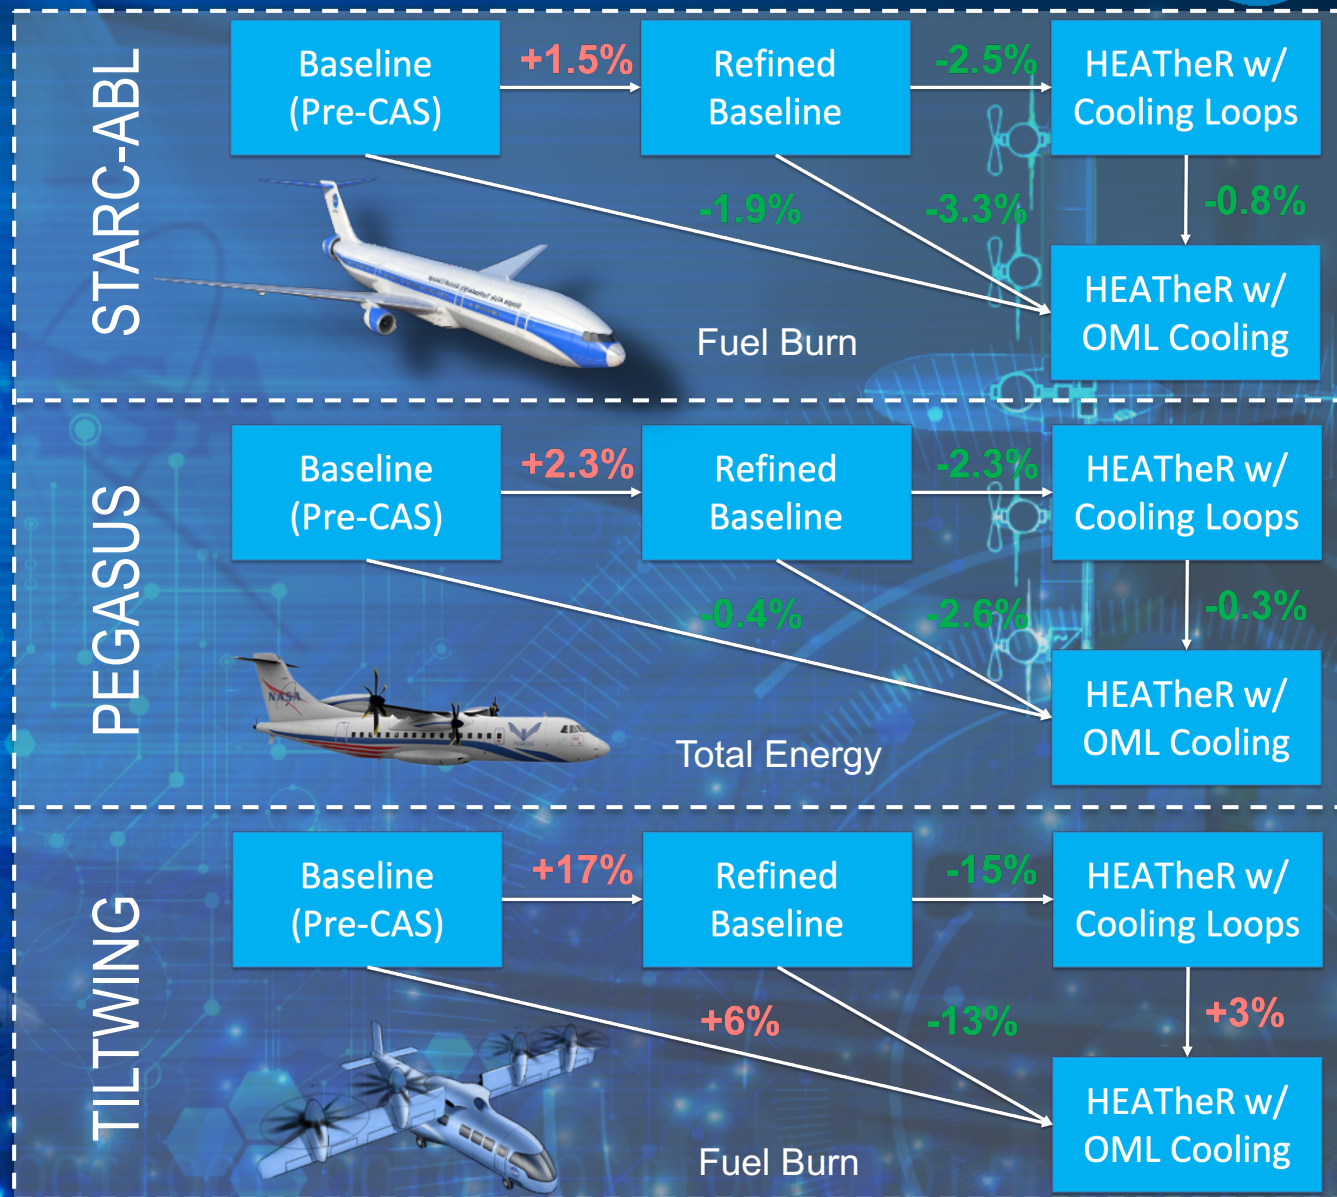 STARC-ABL
Baseline
(Pre-CAS)
+1.5%
Refined
Baseline
-2.5%
HEATheR w/
Cooling Loops
-1.9%
-3.3%
-0.8%
HEATheR w/
OML Cooling
Fuel Burn
PEGASUS
Baseline
(Pre-CAS)
+2.3%
Refined
Baseline
-2.3%
HEATheR w/
Cooling Loops
-0.4%
-2.6%
-0.3%
HEATheR w/
OML Cooling
NASA
Total Energy
TILTWING
Baseline
(Pre-CAS)
+17%
Refined
Baseline
-15%
HEATheR w/
Cooling Loops
+6%
-13%
+3%
HEATheR w/
OML Cooling
Fuel Burn